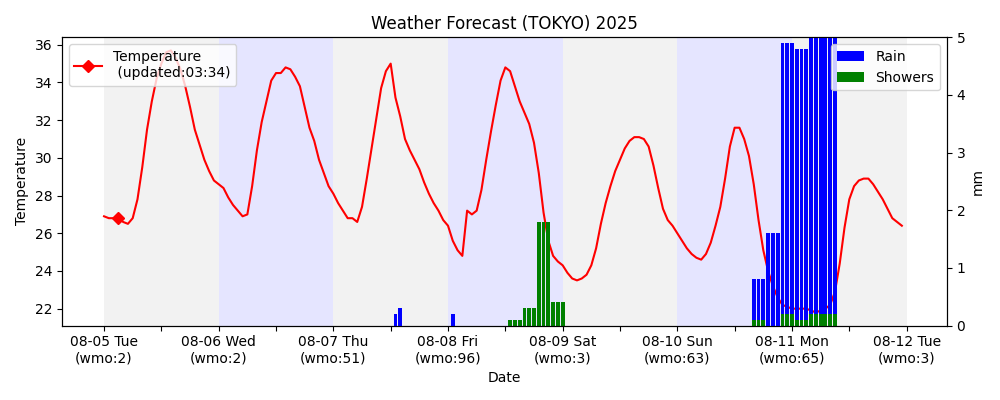 Weather Forecast (TOKYO) 2025
Temperature
(updated:03:34)
Rain
Showers
36
34
32
30
28
26
24
22
Temperature
5
4
3
2
1
0
mm
08-05 Tue
(wmo:2)
08-06 Wed
(wmo:2)
08-07 Thu
(wmo:51)
08-08 Fri
(wmo:96)
08-09 Sat
(wmo:3)
08-10 Sun
(wmo:63)
08-11 Mon
(wmo:65)
08-12 Tue
(wmo:3)
Date